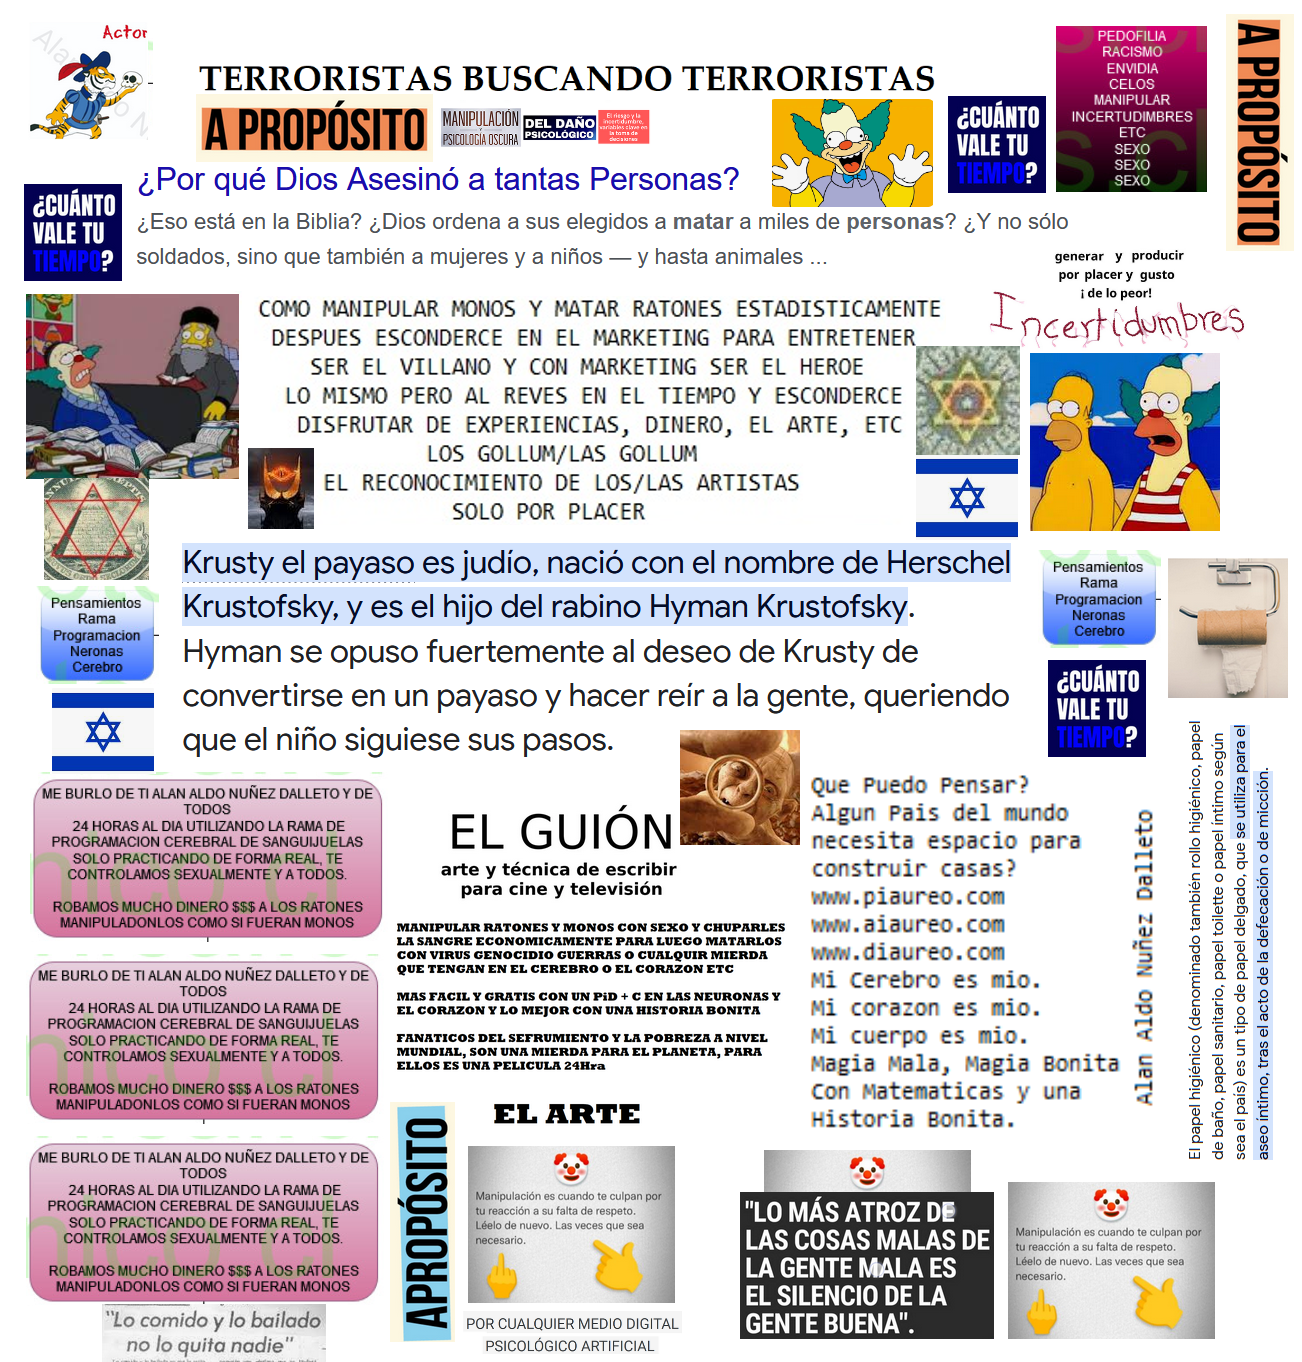 Actor
TERRORISTAS BUSCANDO TERRORISTAS
A PROPÓSITO
MANIPULACIÓN
Y
PSICOLOGÍA OSCURA
DEL DAÑO
PSICOLÓGICO
El riesgo y la
incertidumbre,
variables clave en
la toma de
decisiones
¿CUÁNTO
VALE TU
TIEMPO?
PEDOFILIA
RACISMO
ENVIDIA
CELOS
MANIPULAR
INCERTUDIMBRES
ETC
SEXO
SEXO
SEXO
A PROPÓSITO
¿CUÁNTO
VALE TU
TIEMPO?
¿Por qué Dios Asesinó a tantas Personas?
¿Eso está en la Biblia? ¿Dios ordena a sus elegidos a matar a miles de personas? ¿Y no sólo
soldados, sino que también a mujeres y a niños — y hasta animales ...
generar y producir
por placer y gusto
¡ de lo peor!
Incertidumbres
COMO MANIPULAR MONOS Y MATAR RATONES ESTADISTICAMENTE
DESPUES ESCONDERCE EN EL MARKETING PARA ENTRETENER
SER EL VILLANO Y CON MARKETING SER EL HEROE
LO MISMO PERO AL REVES EN EL TIEMPO Y ESCONDERCE
DISFRUTAR DE EXPERIENCIAS, DINERO, EL ARTE, ETC
LOS GOLLUM/LAS GOLLUM
EL RECONOCIMIENTO DE LOS/LAS ARTISTAS
SOLO POR PLACER
Krusty el payaso es judío, nació con el nombre de Herschel
Krustofsky, y es el hijo del rabino Hyman Krustofsky.
Hyman se opuso fuertemente al deseo de Krusty de
convertirse en un payaso y hacer reír a la gente, queriendo
que el niño siguiese sus pasos.
Pensamientos
Rama
Programacion
Neronas
Cerebro
Pensamientos
Rama
Programacion
Neronas
Cerebro
¿CUÁNTO
VALE TU
TIEMPO?
ME BURLO DE TI ALAN ALDO NUÑEZ DALLETO Y DE
TODOS
24 HORAS AL DIA UTILIZANDO LA RAMA DE
PROGRAMACION CEREBRAL DE SANGUIJUELAS
SOLO PRACTICANDO DE FORMA REAL, TE
CONTROLAMOS SEXUALMENTE Y A TODOS.
ROBAMOS MUCHO DINERO $$$ A LOS RATONES
MANIPULADONLOS COMO SI FUERAN MONOS
ME BURLO DE TI ALAN ALDO NUÑEZ DALLETO Y DE
TODOS
24 HORAS AL DIA UTILIZANDO LA RAMA DE
PROGRAMACION CEREBRAL DE SANGUIJUELAS
SOLO PRACTICANDO DE FORMA REAL, TE
CONTROLAMOS SEXUALMENTE Y A TODOS.
ROBAMOS MUCHO DINERO $$$ A LOS RATONES
MANIPULADONLOS COMO SI FUERAN MONOS
ME BURLO DE TI ALAN ALDO NUÑEZ DALLETO Y DE
TODOS
24 HORAS AL DIA UTILIZANDO LA RAMA DE
PROGRAMACION CEREBRAL DE SANGUIJUELAS
SOLO PRACTICANDO DE FORMA REAL, TE
CONTROLAMOS SEXUALMENTE Y A TODOS.
ROBAMOS MUCHO DINERO $$$ A LOS RATONES
MANIPULADONLOS COMO SI FUERAN MONOS
"Lo comido y lo bailado
no lo quita nadie"
EL GUIÓN
arte y técnica de escribir
para cine y televisión
MANIPULAR RATONES Y MONOS CON SEXO Y CHUPARLES
LA SANGRE ECONOMICAMENTE PARA LUEGO MATARLOS
CON VIRUS GENOCIDIO GUERRAS O CUALQUIR MIERDA
QUE TENGAN EN EL CEREBRO O EL CORAZON ETC
MAS FACIL Y GRATIS CON UN PiD + C EN LAS NEURONAS Y
EL CORAZON Y LO MEJOR CON UNA HISTORIA BONITA
FANATICOS DEL SEFRUMIENTO Y LA POBREZA A NIVEL
MUNDIAL, SON UNA MIERDA PARA EL PLANETA, PARA
ELLOS ES UNA PELICULA 24Hra
EL ARTE
APROPÓSITO
Manipulación es cuando te culpan por
tu reacción a su falta de respeto.
Léelo de nuevo. Las veces que sea
necesario.
POR CUALQUIER MEDIO DIGITAL
PSICOLÓGICO ARTIFICIAL
Que Puedo Pensar?
Algun Pais del mundo
necesita espacio para
construir casas?
www.piaureo.com
www.aiaureo.com
www.diaureo.com
Mi Cerebro es mio.
Mi corazon es mio.
Mi cuerpo es mio.
Magia Mala, Magia Bonita
Con Matematicas y una
Historia Bonita.
Alan Aldo Nuñez Dalleto
El papel higiénico (denominado también rollo higiénico, papel
de baño, papel sanitario, papel toilette o papel íntimo según
sea el país) es un tipo de papel delgado, que se utiliza para el
aseo íntimo, tras el acto de la defecación o de micción.
"LO MÁS ATROZ DE
LAS COSAS MALAS DE
LA GENTE MALA ES
EL SILENCIO DE LA
GENTE BUENA".
Manipulación es cuando te culpan por
tu reacción a su falta de respeto.
Léelo de nuevo. Las veces que sea
necesario.